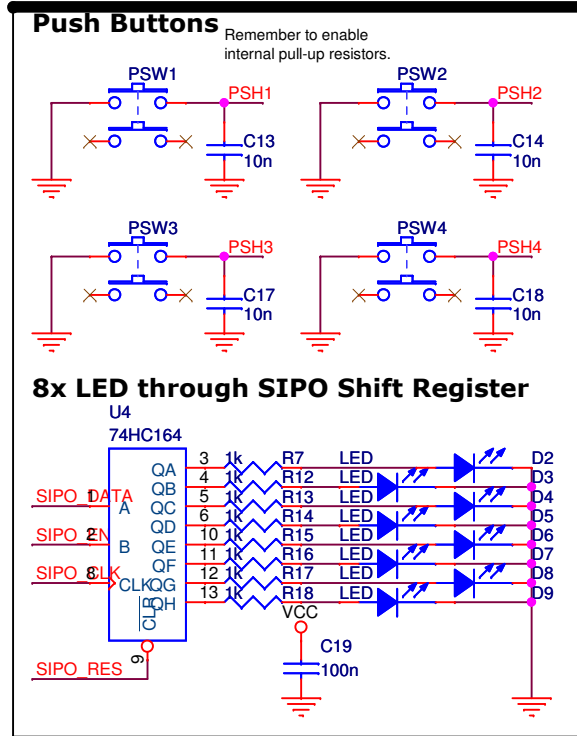 Push Buttons
Remember to enable
internal pull-up resistors.
PSW1
PSH1
C13
10n
PSW2
PSH2
C14
10n
PSW3
PSH3
C17
10n
PSW4
PSH4
C18
10n
8x LED through SIPO Shift Register
U4
74HC164
SIPO_DATA 1 A
SIPO_EN 2 B
SIPO_CLK 8 CLK
CLR
9
SIPO_RES
QA 3 1k R7 LED D2
QB 4 1k R12 D3
QC 5 1k R13 LED D4
QD 6 1k R14 LED D5
QE 10 1k R15 LED D6
QF 11 1k R16 LED D7
QG 12 1k R17 LED D8
QH 13 1k R18 LED D9
VCC
C19
100n